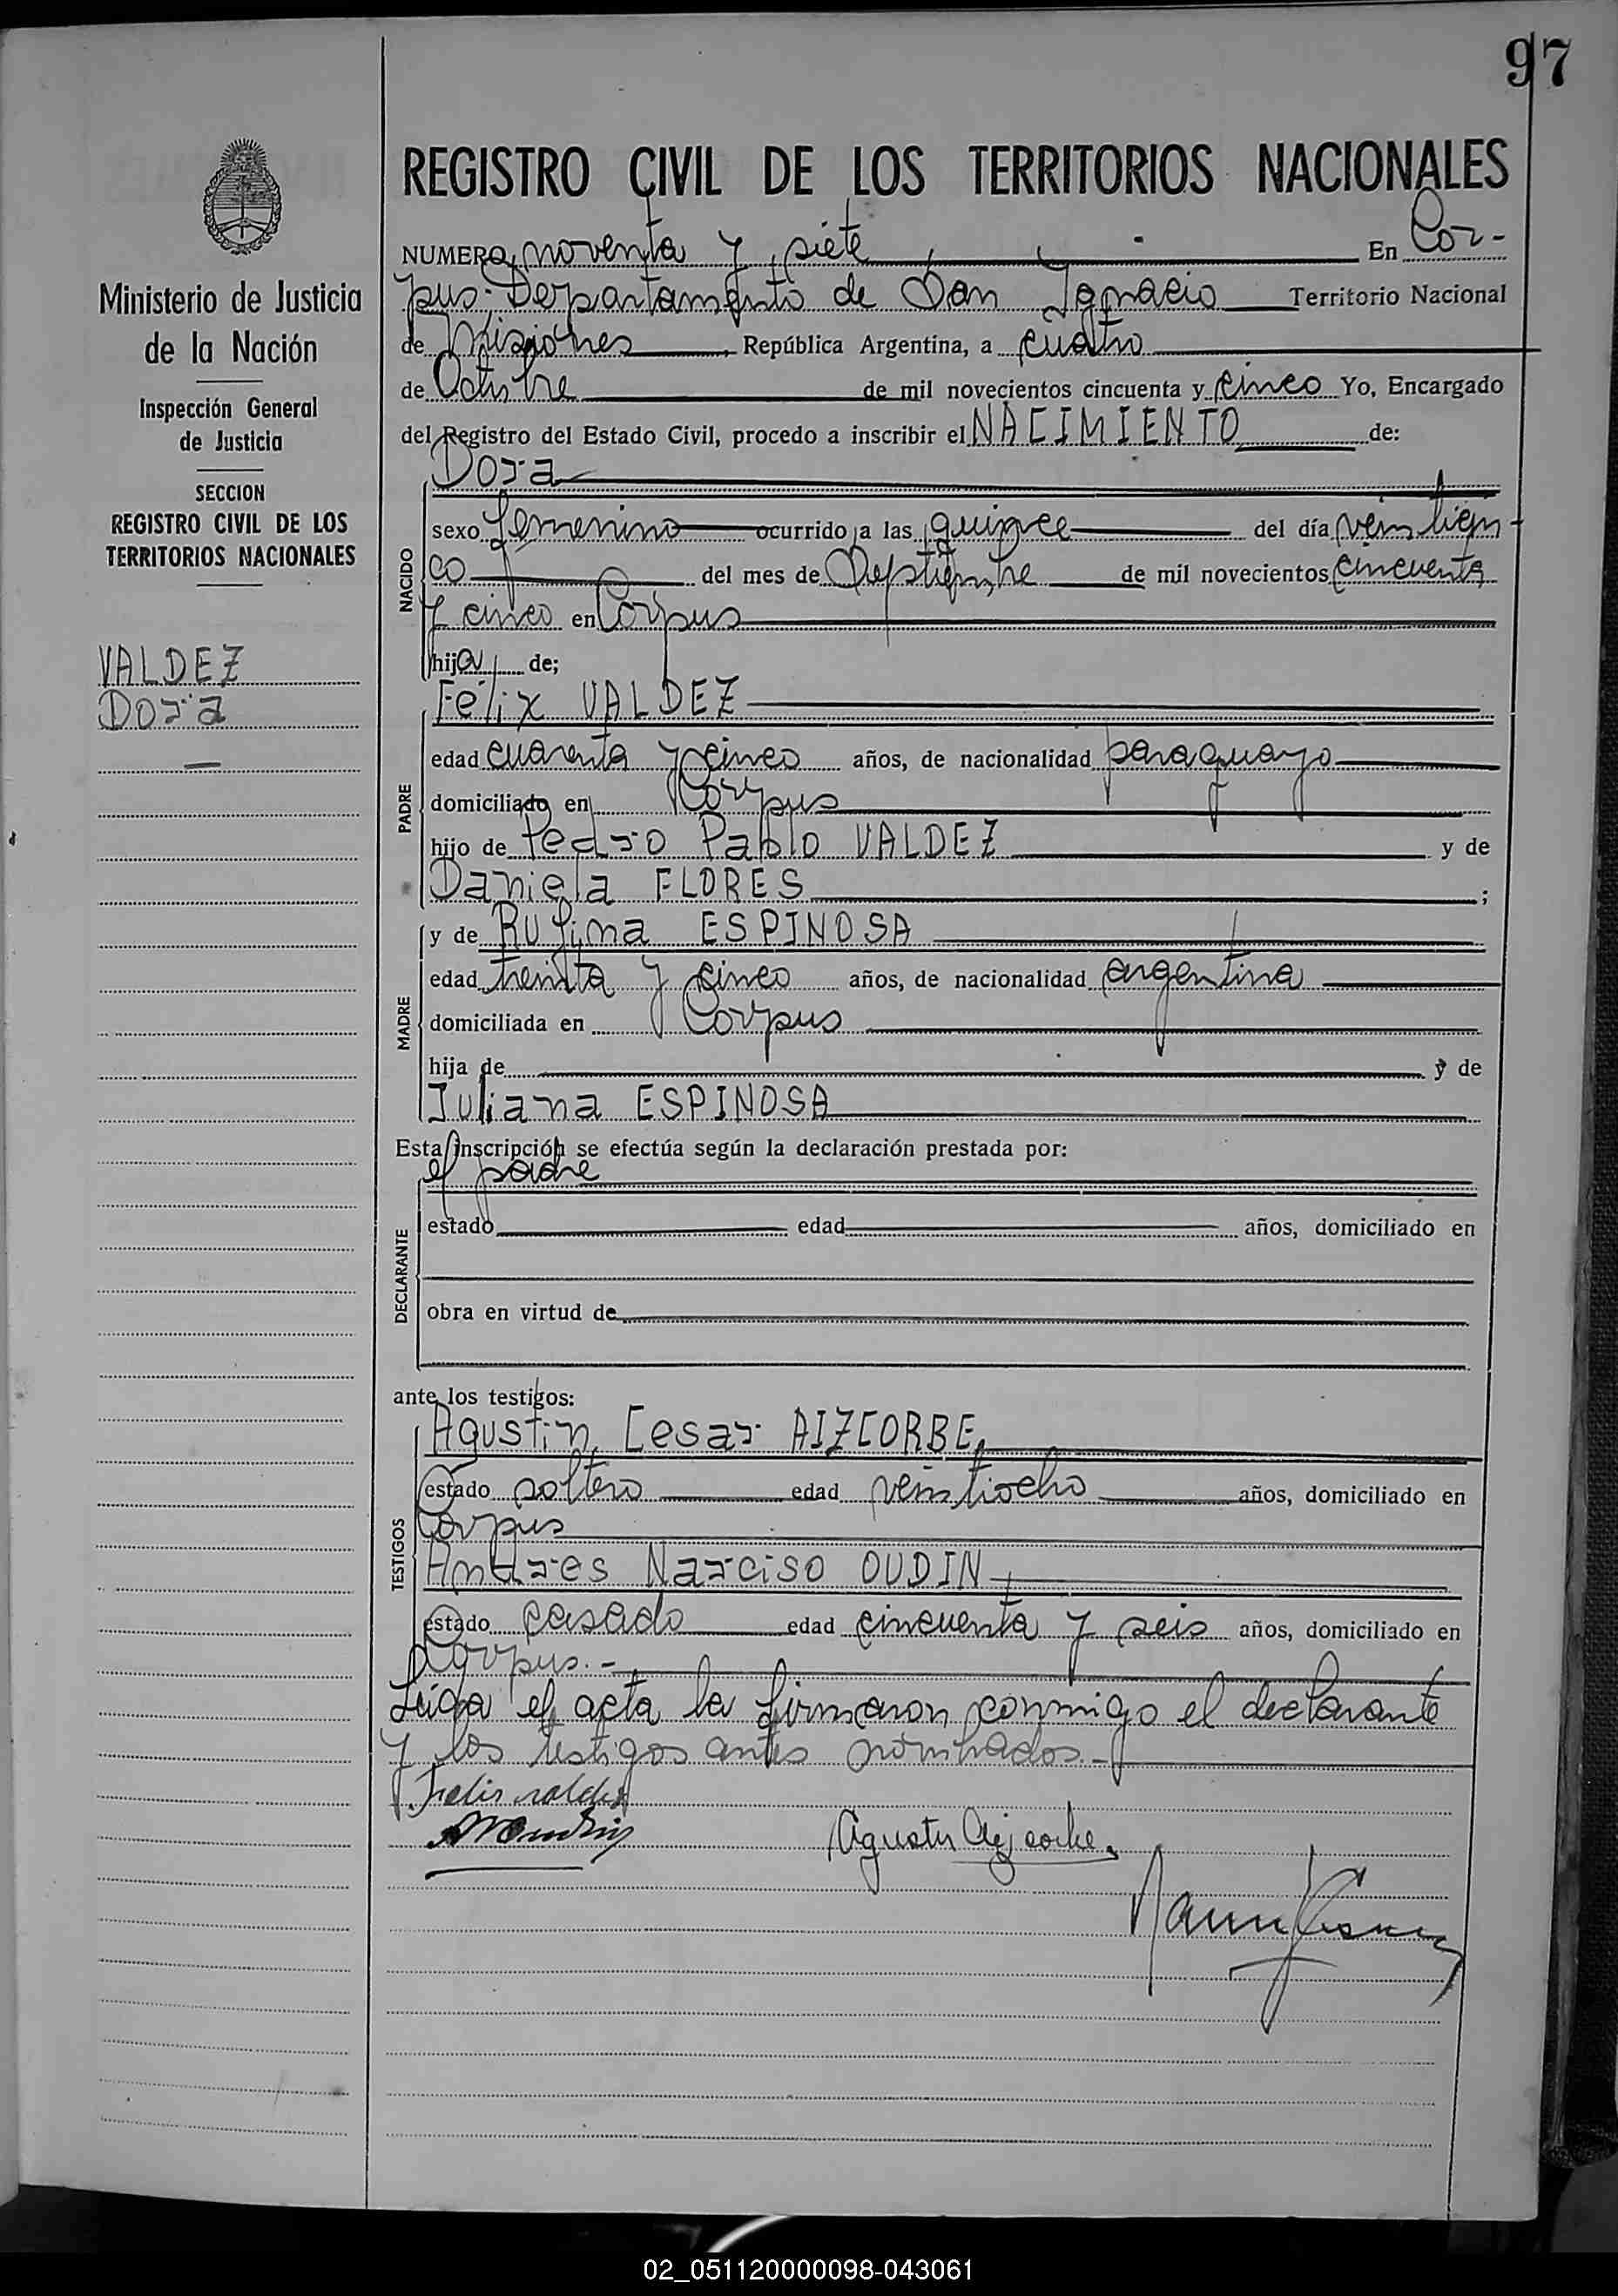 97
REGISTRO CIVIL DE LOS TERRITORIOS NACIONALES
NUMERO noventa y siete En Cor-
pus. Departamento de San Ignacio Territorio Nacional
de Misiones República Argentina, a cuatro
de Octubre de mil novecientos cincuenta y cinco Yo, Encargado
del Registro del Estado Civil, procedo a inscribir el NACIMIENTO de:
Ministerio de Justicia
de la Nación
Inspección General
de Justicia
SECCION
REGISTRO CIVIL DE LOS
TERRITORIOS NACIONALES
VALDEZ
Dora
NACIDO
Dora
sexo femenino ocurrido a las quince del día veinticin-
co del mes de Septiembre de mil novecientos cincuenta
y cinco en Corpus
hija de;
PADRE
Félix VALDEZ
edad cuarenta y cinco años, de nacionalidad paraguayo
domiciliado en Corpus
hijo de Pedro Pablo VALDEZ y de
Daniela FLORES ;
MADRE
y de Rufina ESPINOSA
edad treinta y cinco años, de nacionalidad argentina
domiciliada en Corpus
hija de y de
Juliana ESPINOSA
Esta inscripción se efectúa según la declaración prestada por:
DECLARANTE
el padre
estado edad años, domiciliado en
obra en virtud de
ante los testigos:
TESTIGOS
Agustin Cesar AIZCORBE,
estado soltero edad veintiocho años, domiciliado en
Corpus
Andres Narciso OUDIN
estado casado edad cincuenta y seis años, domiciliado en
Corpus.-
Leida el acta la firmaron conmigo el declarante
y los testigos antes nombrados.-
Felis valdez
Agustin Aizcorbe.
02_051120000098-043061